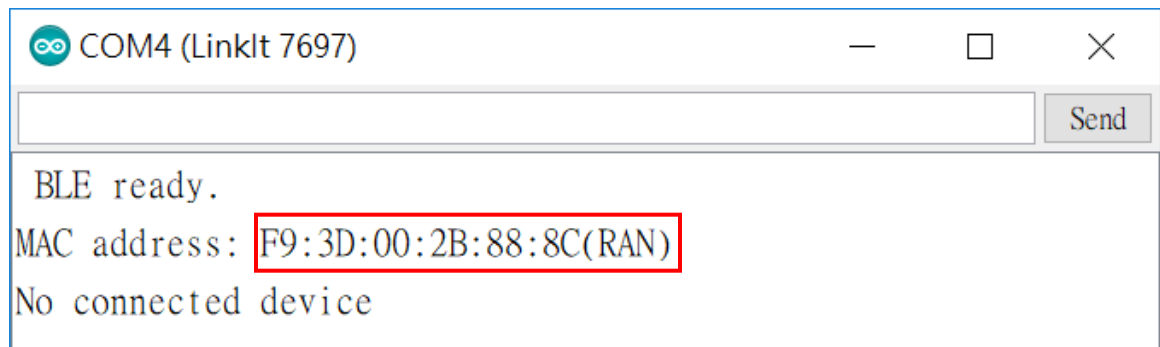 COM4 (LinkIt 7697)
Send
BLE ready.
MAC address: F9:3D:00:2B:88:8C(RAN)
No connected device